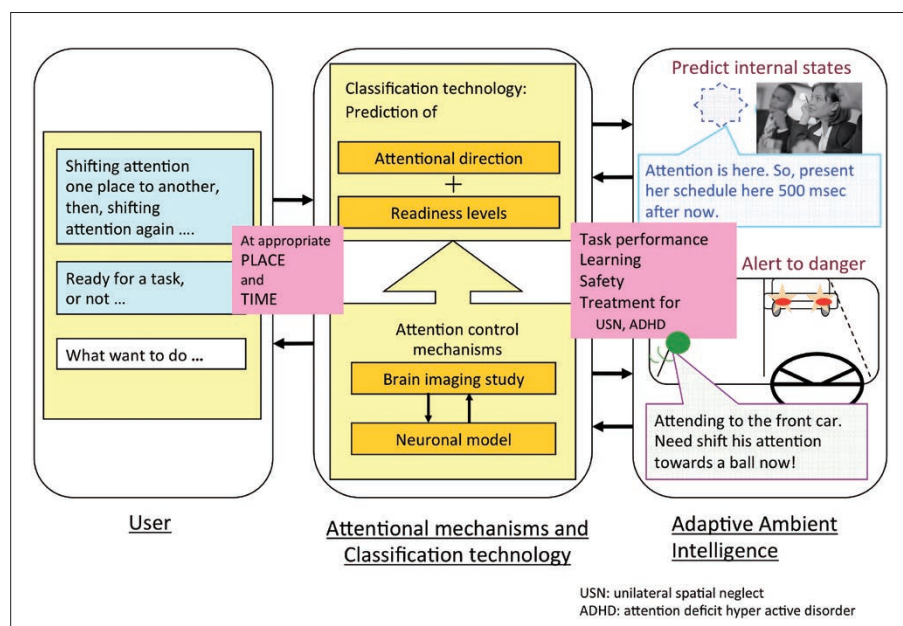 Shifting attention
one place to another,
then, shifting
attention again ....
Ready for a task,
or not ...
What want to do ...
User
At appropriate
PLACE
and
TIME
Classification technology:
Prediction of
Attentional direction
+
Readiness levels
Attention control
mechanisms
Brain imaging study
Neuronal model
Attentional mechanisms and
Classification technology
Task performance
Learning
Safety
Treatment for
USN, ADHD
Predict internal states
Attention is here. So, present
her schedule here 500 msec
after now.
Alert to danger
Attending to the front car.
Need shift his attention
towards a ball now!
Adaptive Ambient
Intelligence
USN: unilateral spatial neglect
ADHD: attention deficit hyper active disorder